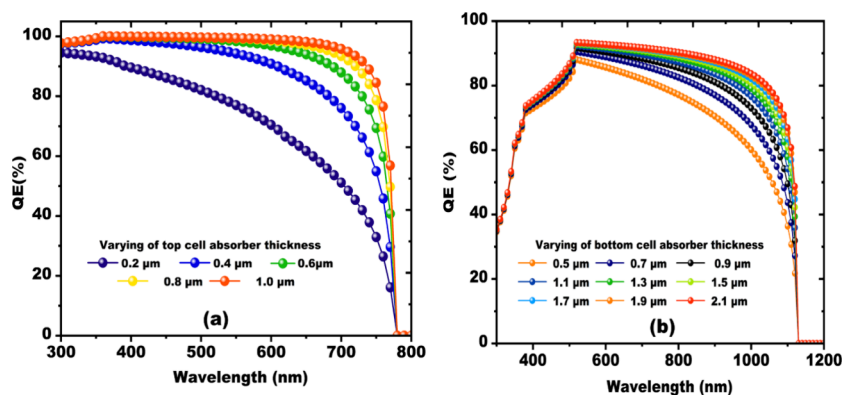 100
80
60
40
20
0
QE(%)
Varying of top cell absorber thickness
0.2 µm 0.4 µm 0.6µm
0.8 µm 1.0 µm
(a)
300 400 500 600 700 800
Wavelength (nm)
100
80
60
40
20
0
QE (%)
Varying of bottom cell absorber thickness
0.5 µm 0.7 µm 0.9 µm
1.1 µm 1.3 µm 1.5 µm
1.7 µm 1.9 µm 2.1 µm
(b)
400 600 800 1000 1200
Wavelength (nm)